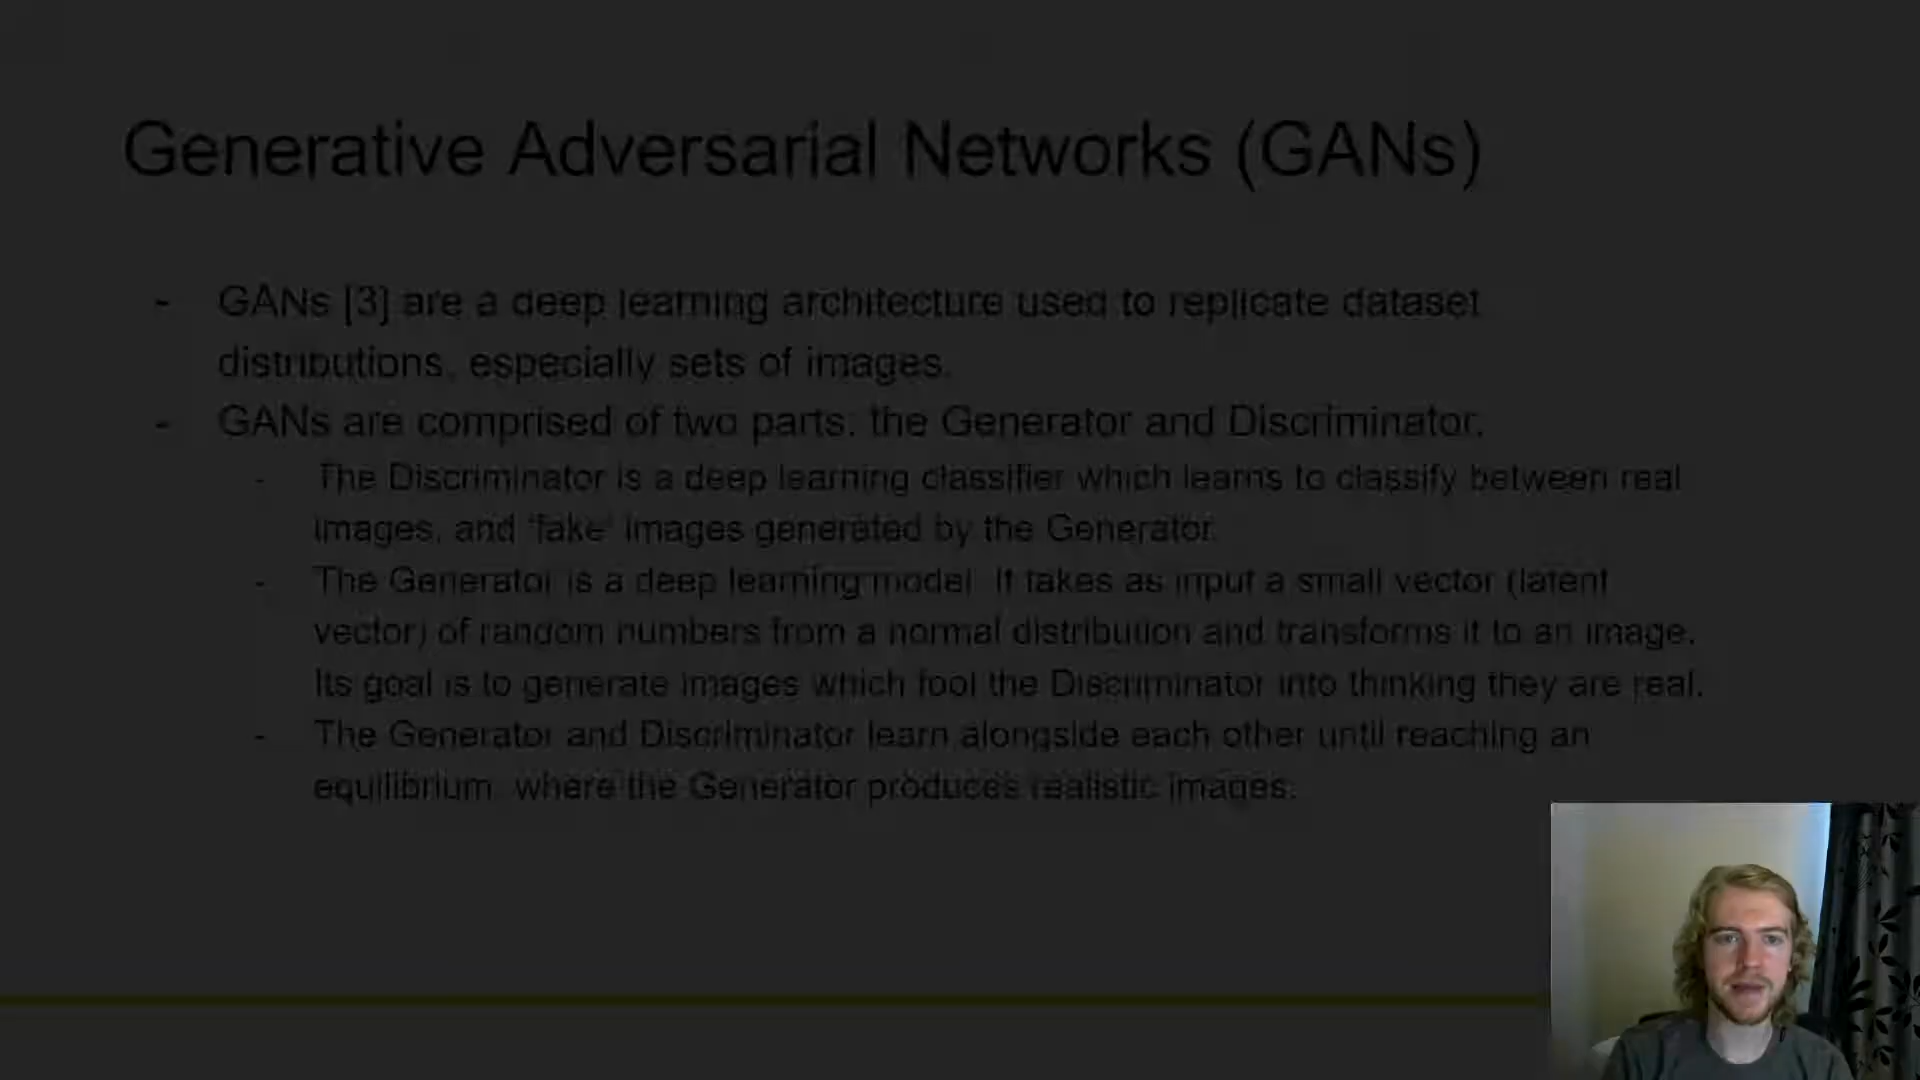 Generative Adversarial Networks (GANs)
- GANs [3] are a deep learning architecture used to replicate dataset
distributions, especially sets of images.
- GANs are comprised of two parts: the Generator and Discriminator.
- The Discriminator is a deep learning classifier which learns to classify between real
images, and 'fake' images generated by the Generator.
- The Generator is a deep learning model. It takes as input a small vector (latent
vector) of random numbers from a normal distribution and transforms it to an image.
Its goal is to generate images which fool the Discriminator into thinking they are real.
- The Generator and Discriminator learn alongside each other until reaching an
equilibrium, where the Generator produces realistic images.